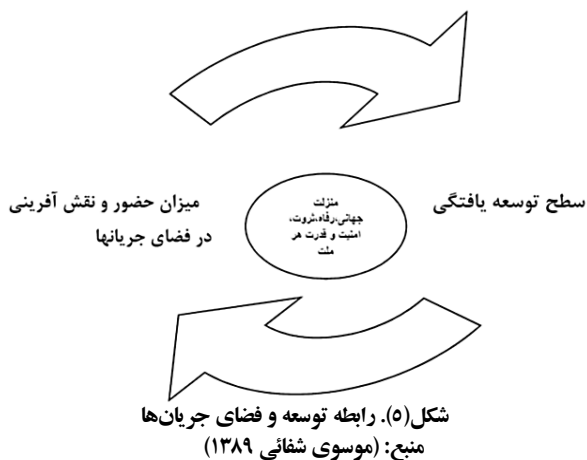 سطح توسعه یافتگی
منزلت
جهانی،رفاه،ثروت،
امنیت و قدرت هر
ملت
میزان حضور و نقش آفرینی
در فضای جریانها
شکل(۵). رابطه توسعه و فضای جریان‌ها
منبع: (موسوی شفائی ۱۳۸۹)